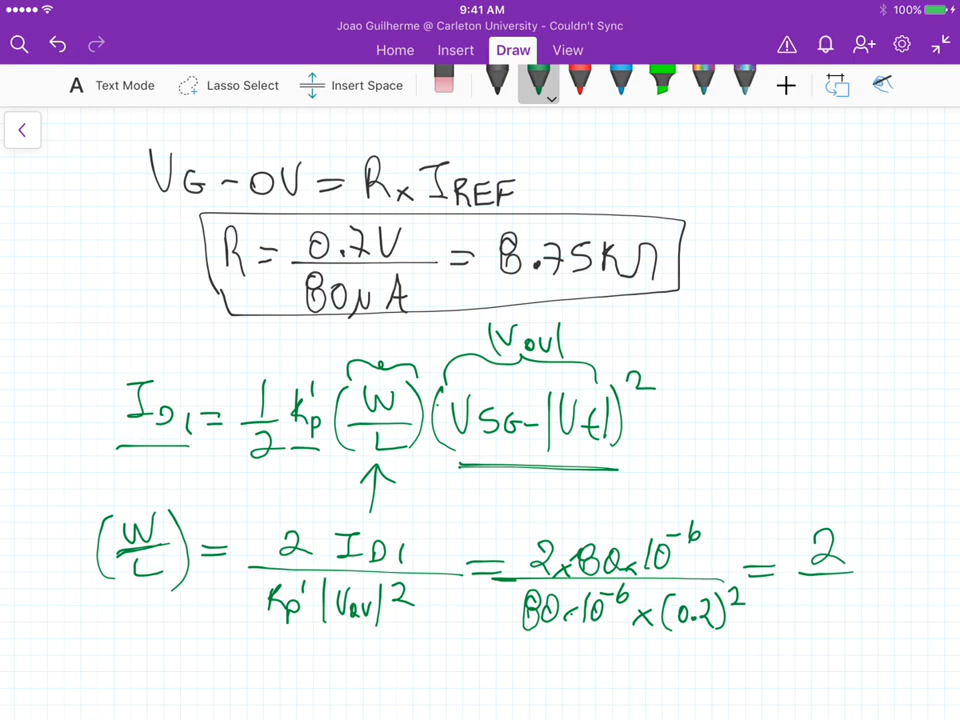 9:41 AM
100%
Joao Guilherme @ Carleton University - Couldn't Sync
Home Insert Draw View
A Text Mode Lasso Select Insert Space
VG - 0V = R x IREF
R = 0.7V / 80µA = 8.75KΩ
|Vov|
ID1 = 1/2 Kp' (W/L) (VSG - |Vt|)²
(W/L) = 2 ID1 / Kp' |Vov|² = 2 x 80 x 10⁻⁶ / 80 · 10⁻⁶ x (0.2)² = 2